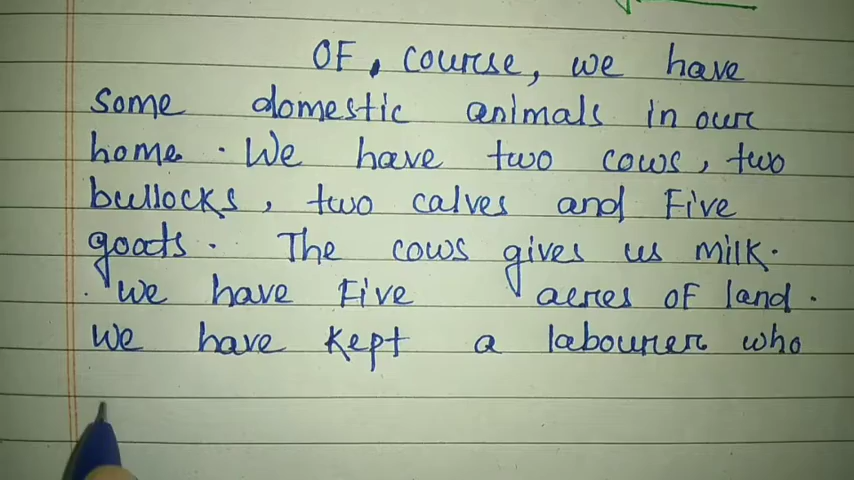 OF, course, we have
some domestic animals in our
home. We have two cows, two
bullocks, two calves and Five
goats. The cows gives us milk.
We have Five acres of land.
We have kept a labourer who